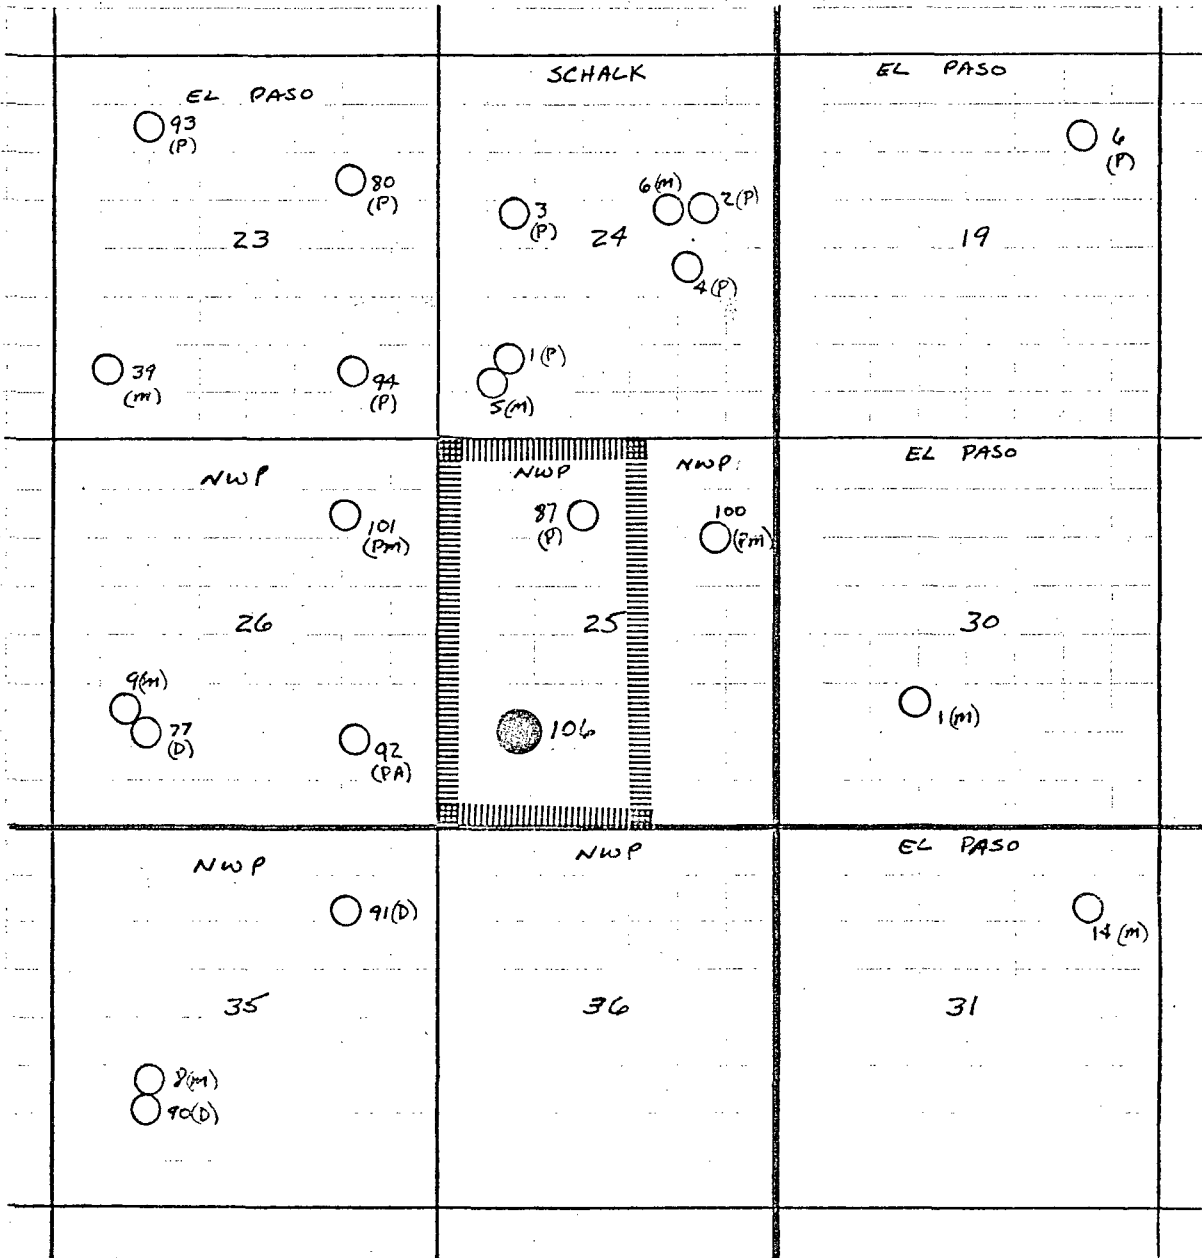 EL PASO
93
(P)
80
(P)
23
39
(M)
94
(P)
SCHALK
6(M)
2(P)
3
(P)
24
4(P)
1(P)
5(M)
EL PASO
6
(P)
19
NWP
101
(PM)
26
9(M)
77
(D)
92
(PA)
NWP
87
(P)
25
106
NWP
100
(PM)
EL PASO
30
1(M)
NWP
91(D)
35
8(M)
90(D)
NWP
36
EL PASO
14(M)
31